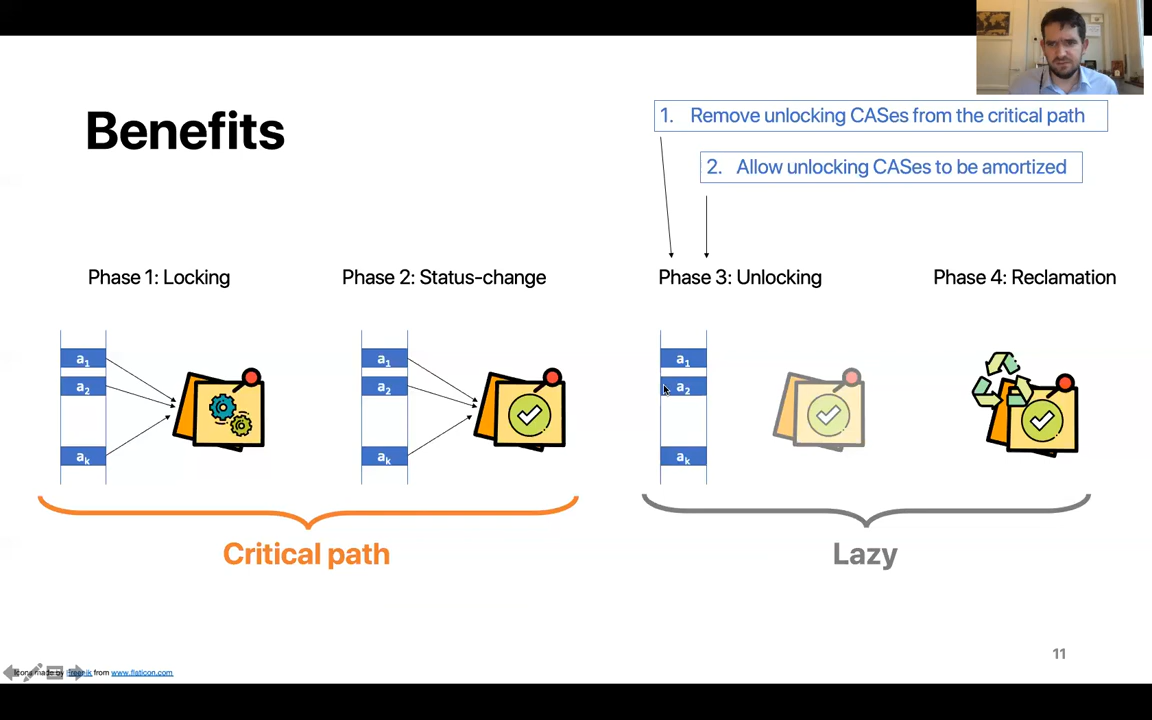 Benefits
1. Remove unlocking CASes from the critical path
2. Allow unlocking CASes to be amortized
Phase 1: Locking
Phase 2: Status-change
Phase 3: Unlocking
Phase 4: Reclamation
a1
a2
ak
a1
a2
ak
a1
a2
ak
Critical path
Lazy
11
Icons made by Freepik from www.flaticon.com